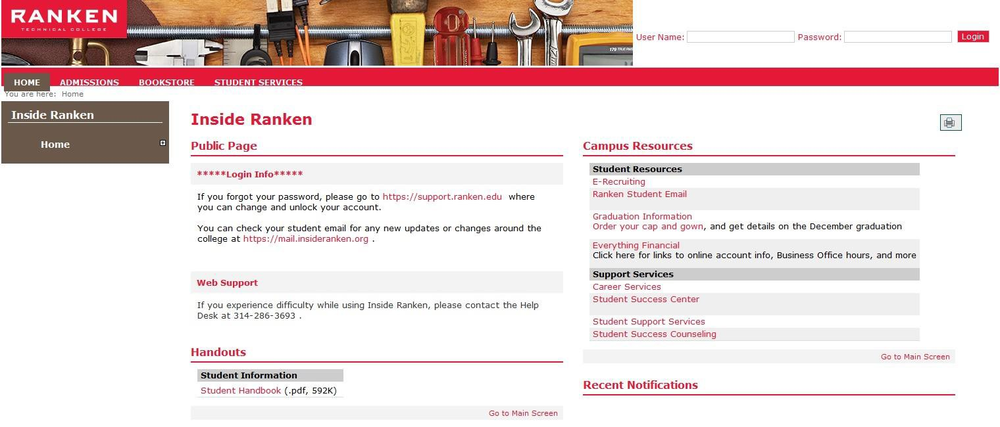 RANKEN
TECHNICAL COLLEGE
179 TRUE RMS
User Name:
Password:
Login
HOME
ADMISSIONS
BOOKSTORE
STUDENT SERVICES
You are here: Home
Inside Ranken
Home
Inside Ranken
Public Page
*****Login Info*****
If you forgot your password, please go to https://support.ranken.edu where
you can change and unlock your account.
You can check your student email for any new updates or changes around the
college at https://mail.insideranken.org .
Web Support
If you experience difficulty while using Inside Ranken, please contact the Help
Desk at 314-286-3693 .
Handouts
Student Information
Student Handbook (.pdf, 592K)
Go to Main Screen
Campus Resources
Student Resources
E-Recruiting
Ranken Student Email
Graduation Information
Order your cap and gown, and get details on the December graduation
Everything Financial
Click here for links to online account info, Business Office hours, and more
Support Services
Career Services
Student Success Center
Student Support Services
Student Success Counseling
Go to Main Screen
Recent Notifications